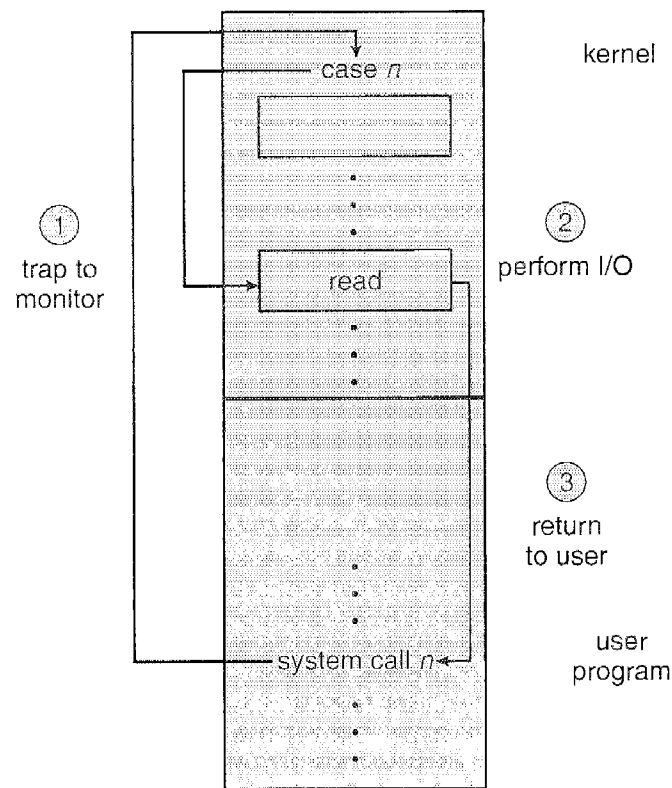 kernel
case n
1
trap to
monitor
2
perform I/O
read
3
return
to user
system call n
user
program